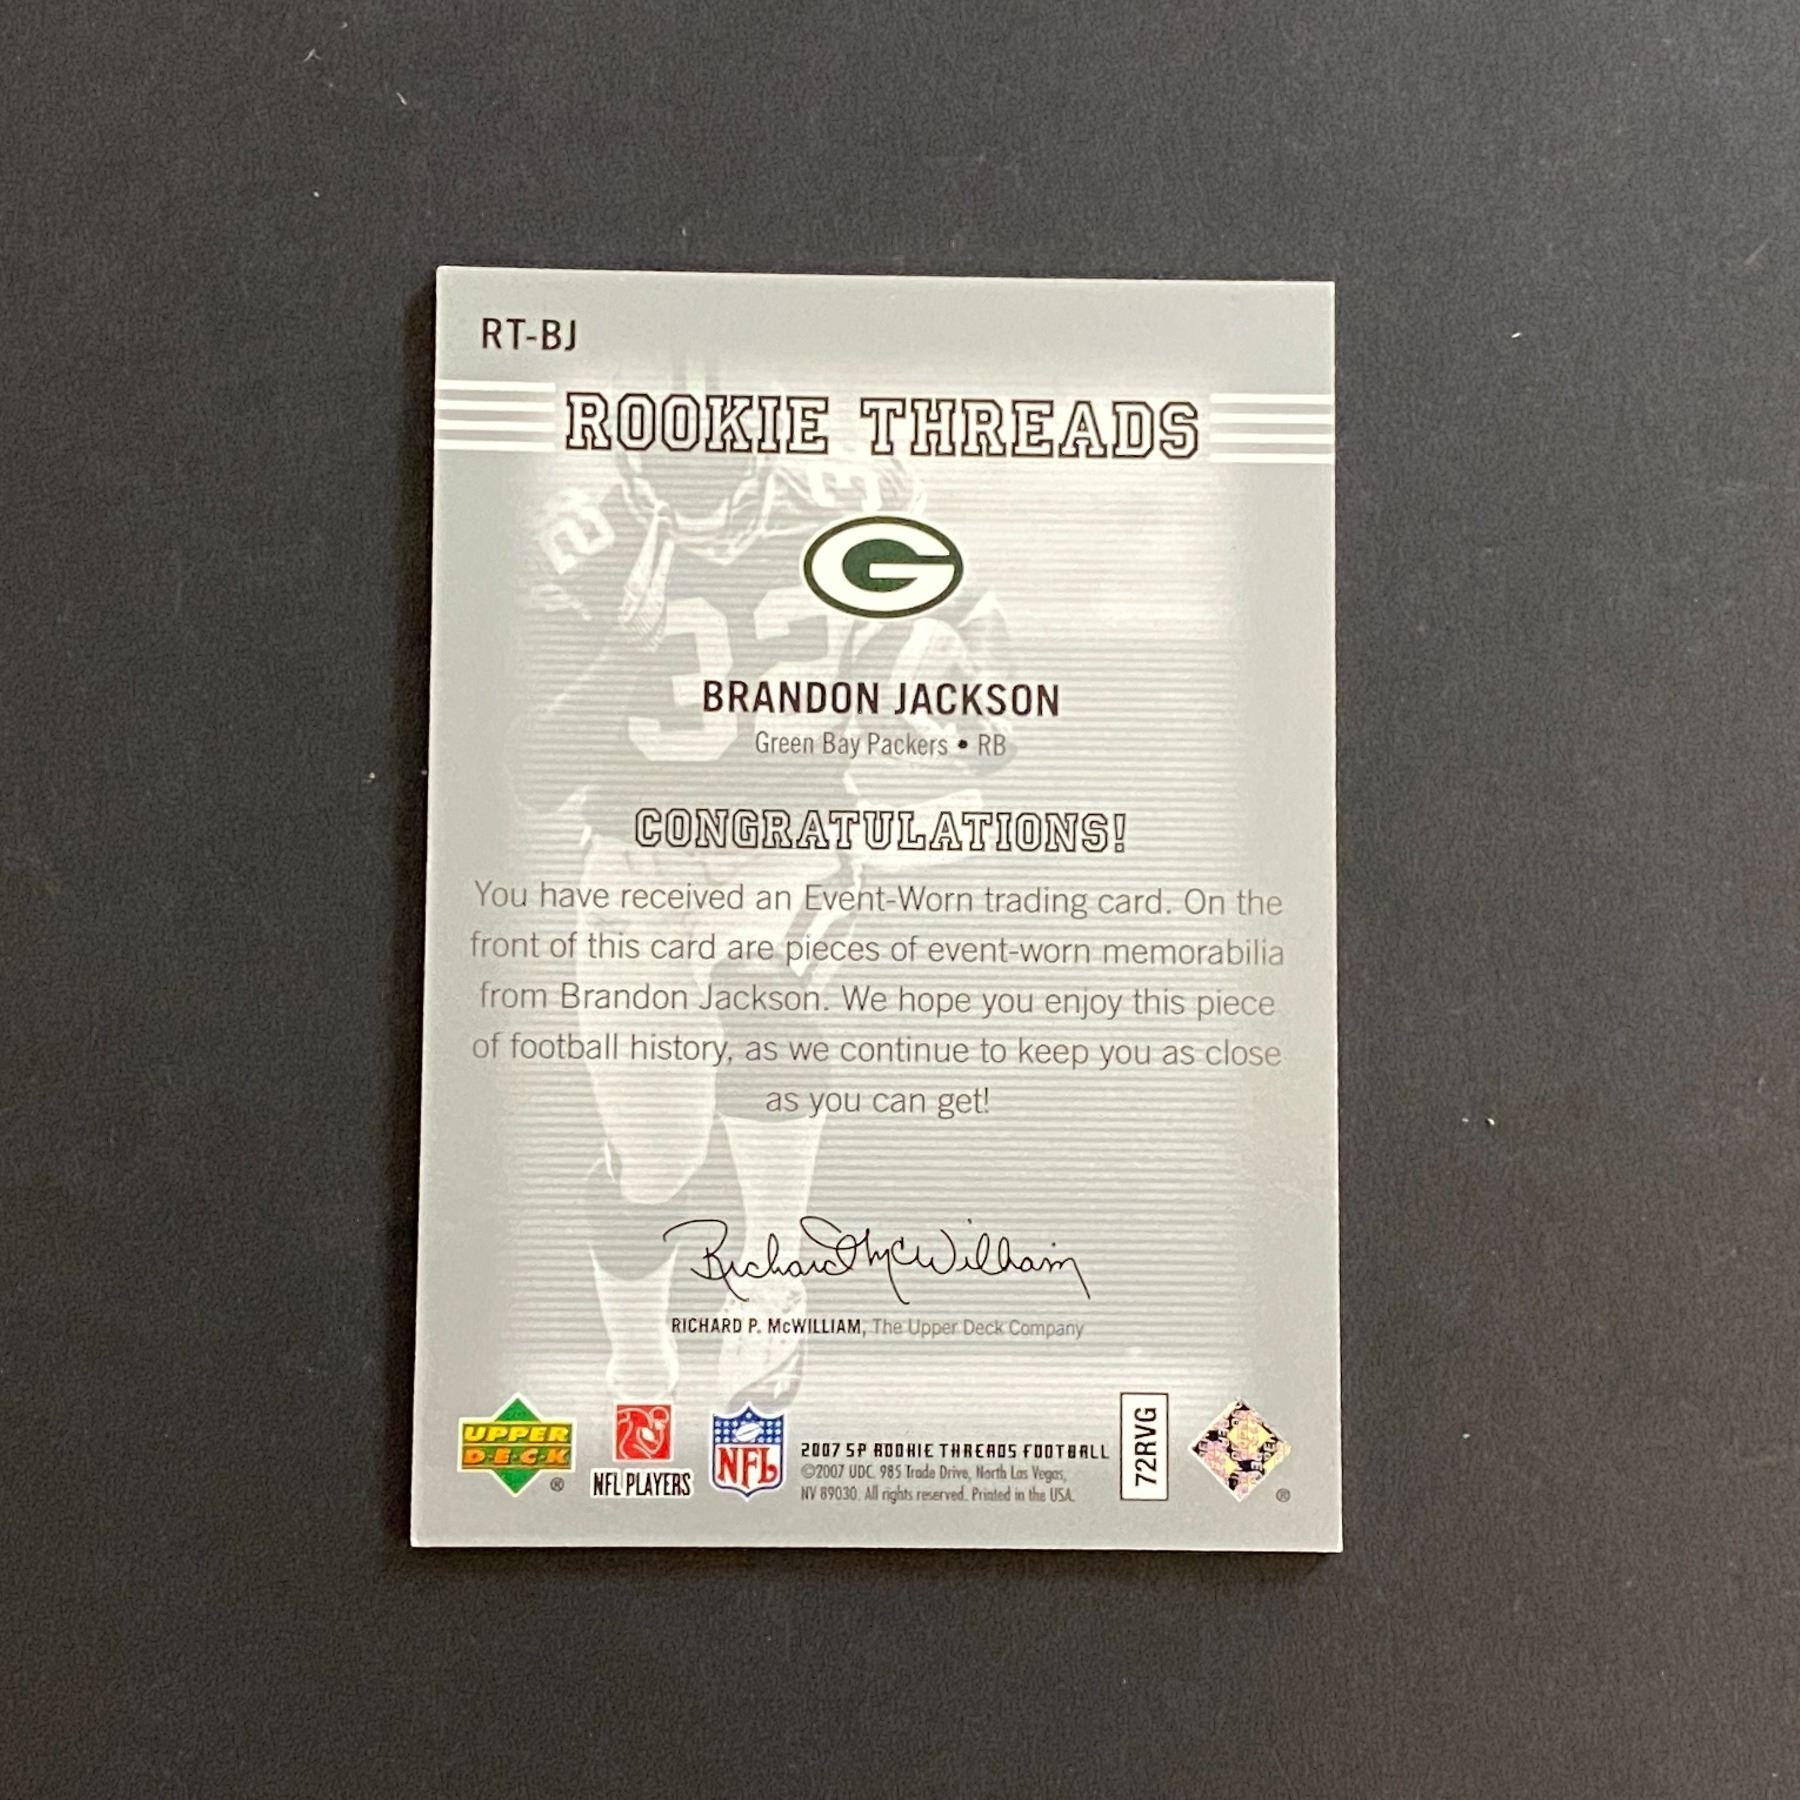 RT-BJ
ROOKIE THREADS
32
32
G
BRANDON JACKSON
Green Bay Packers • RB
CONGRATULATIONS!
You have received an Event-Worn trading card. On the
front of this card are pieces of event-worn memorabilia
from Brandon Jackson. We hope you enjoy this piece
of football history, as we continue to keep you as close
as you can get!
Richard McWilliam
RICHARD P. McWILLIAM, The Upper Deck Company
UPPER
DECK
®
NFL PLAYERS
NFL
2007 SP ROOKIE THREADS FOOTBALL
©2007 UDC. 985 Trade Drive, North Las Vegas,
NV 89030. All rights reserved. Printed in the USA.
72RVG
®